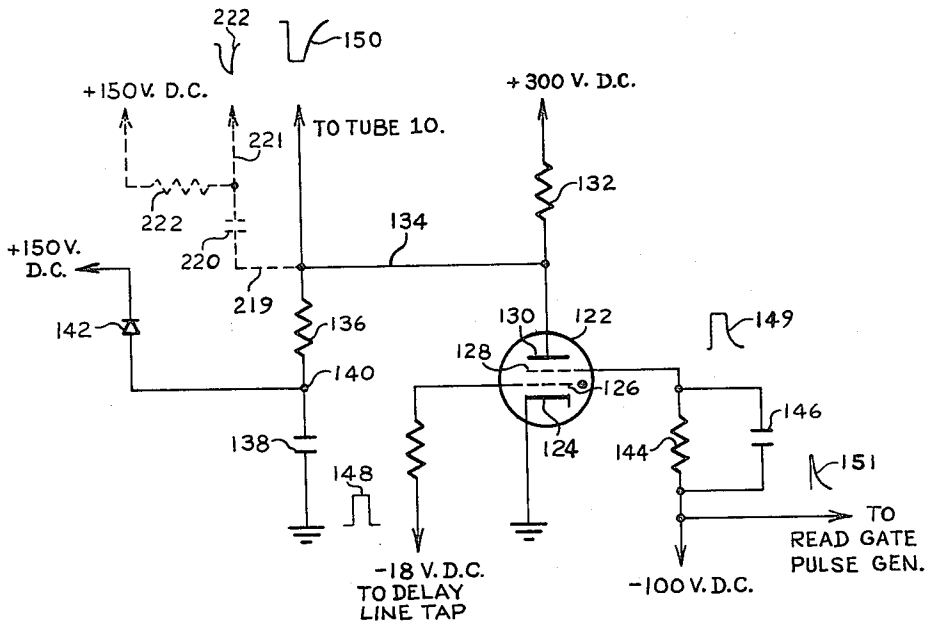 222
150
+150V. D.C.
+300 V. D.C.
TO TUBE 10.
221
132
222
220
134
+150V.
D.C.
219
142
136
130
122
149
128
140
126
146
138
124
144
148
151
TO
READ GATE
PULSE GEN.
-18 V. D.C.
TO DELAY
LINE TAP
-100 V. D.C.